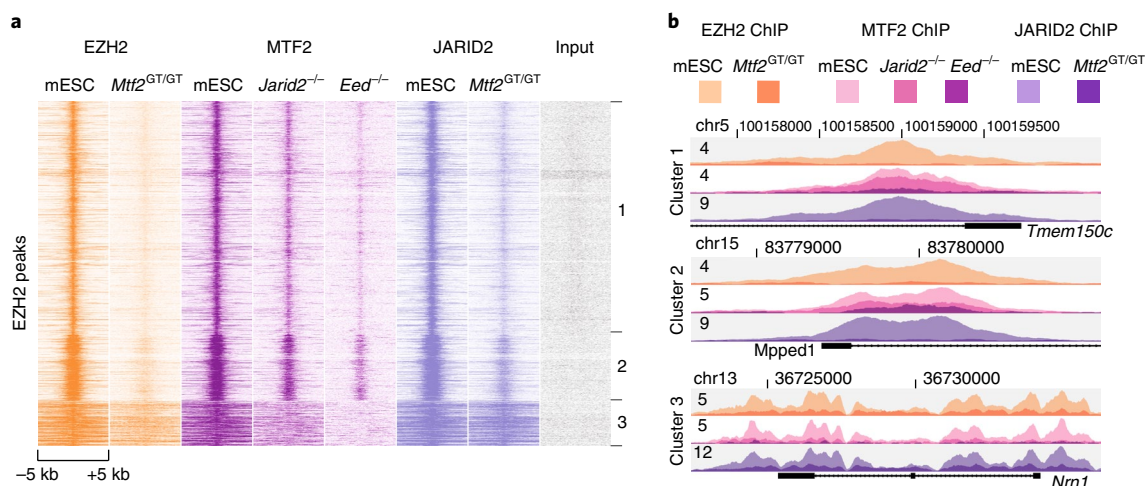 a
EZH2 MTF2 JARID2 Input
mESC Mtf2GT/GT mESC Jarid2−/− Eed−/− mESC Mtf2GT/GT
EZH2 peaks
1
2
3
−5 kb +5 kb
b
EZH2 ChIP MTF2 ChIP JARID2 ChIP
mESC Mtf2GT/GT mESC Jarid2−/− Eed−/− mESC Mtf2GT/GT
Cluster 1
chr5 100158000 100158500 100159000 100159500
4
4
9
Tmem150c
Cluster 2
chr15 83779000 83780000
4
5
9
Mpped1
Cluster 3
chr13 36725000 36730000
5
5
12
Nrn1